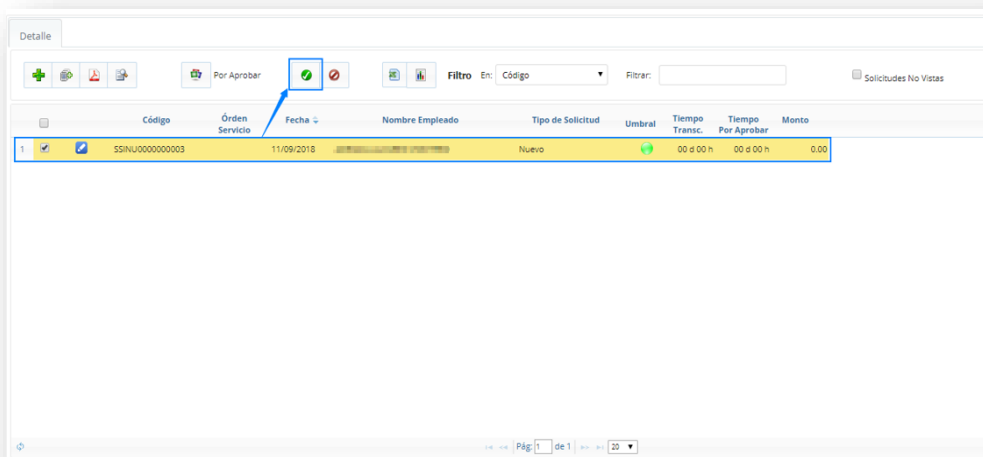 Detalle
Por Aprobar Filtro En: Código Filtrar: Solicitudes No Vistas
Código Órden Servicio Fecha Nombre Empleado Tipo de Solicitud Umbral Tiempo Transc. Tiempo Por Aprobar Monto
1 SSINU0000000003 11/09/2018 Nuevo 00 d 00 h 00 d 00 h 0.00
Pág: 1 de 1 20